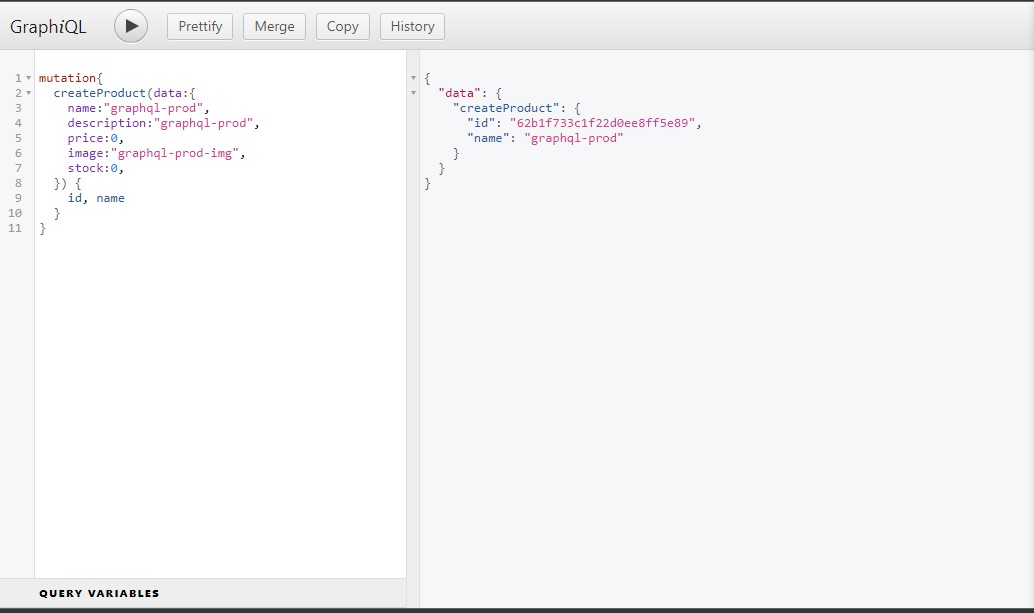 GraphiQL Prettify Merge Copy History
1 mutation{
2 createProduct(data:{
3 name:"graphql-prod",
4 description:"graphql-prod",
5 price:0,
6 image:"graphql-prod-img",
7 stock:0,
8 }) {
9 id, name
10 }
11 }
{
"data": {
"createProduct": {
"id": "62b1f733c1f22d0ee8ff5e89",
"name": "graphql-prod"
}
}
}
QUERY VARIABLES